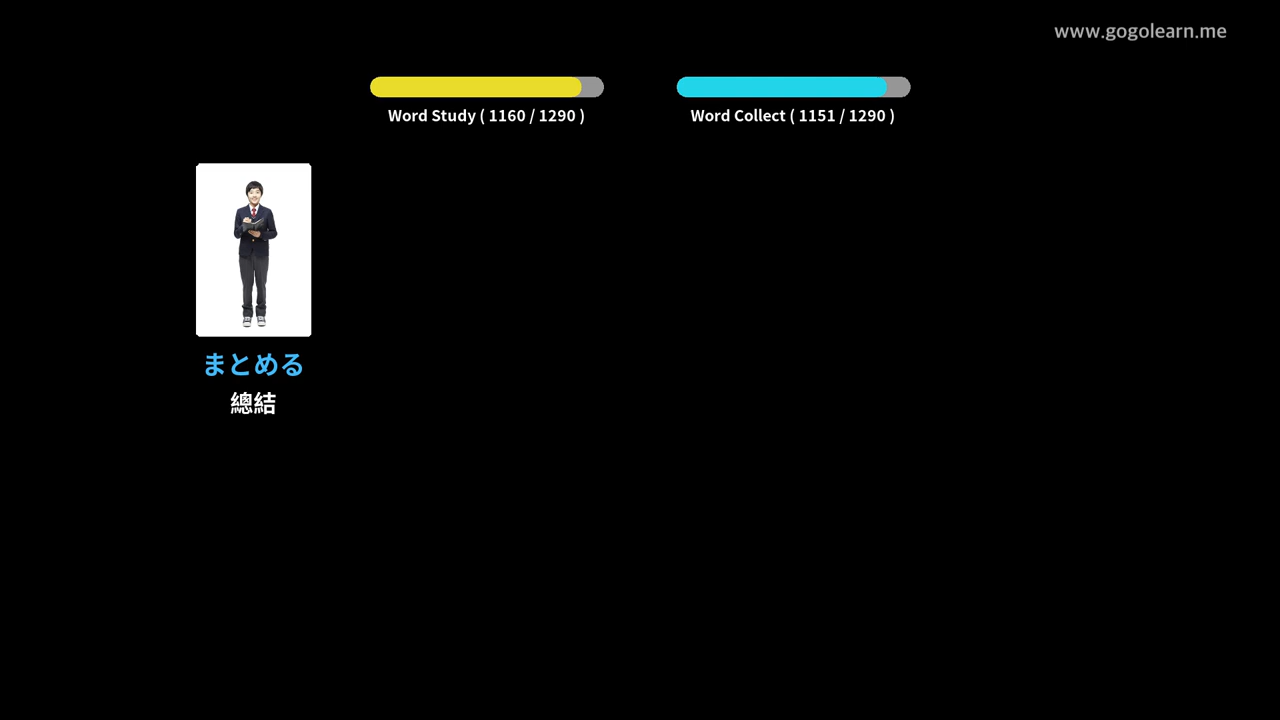 www.gogolearn.me
Word Study ( 1160 / 1290 )
Word Collect ( 1151 / 1290 )
まとめる
總結